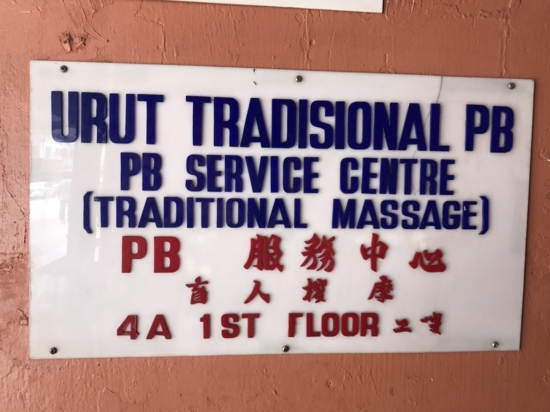 URUT TRADISIONAL PB
PB SERVICE CENTRE
(TRADITIONAL MASSAGE)
PB 服務中心
盲人按摩
4A 1ST FLOOR 二樓